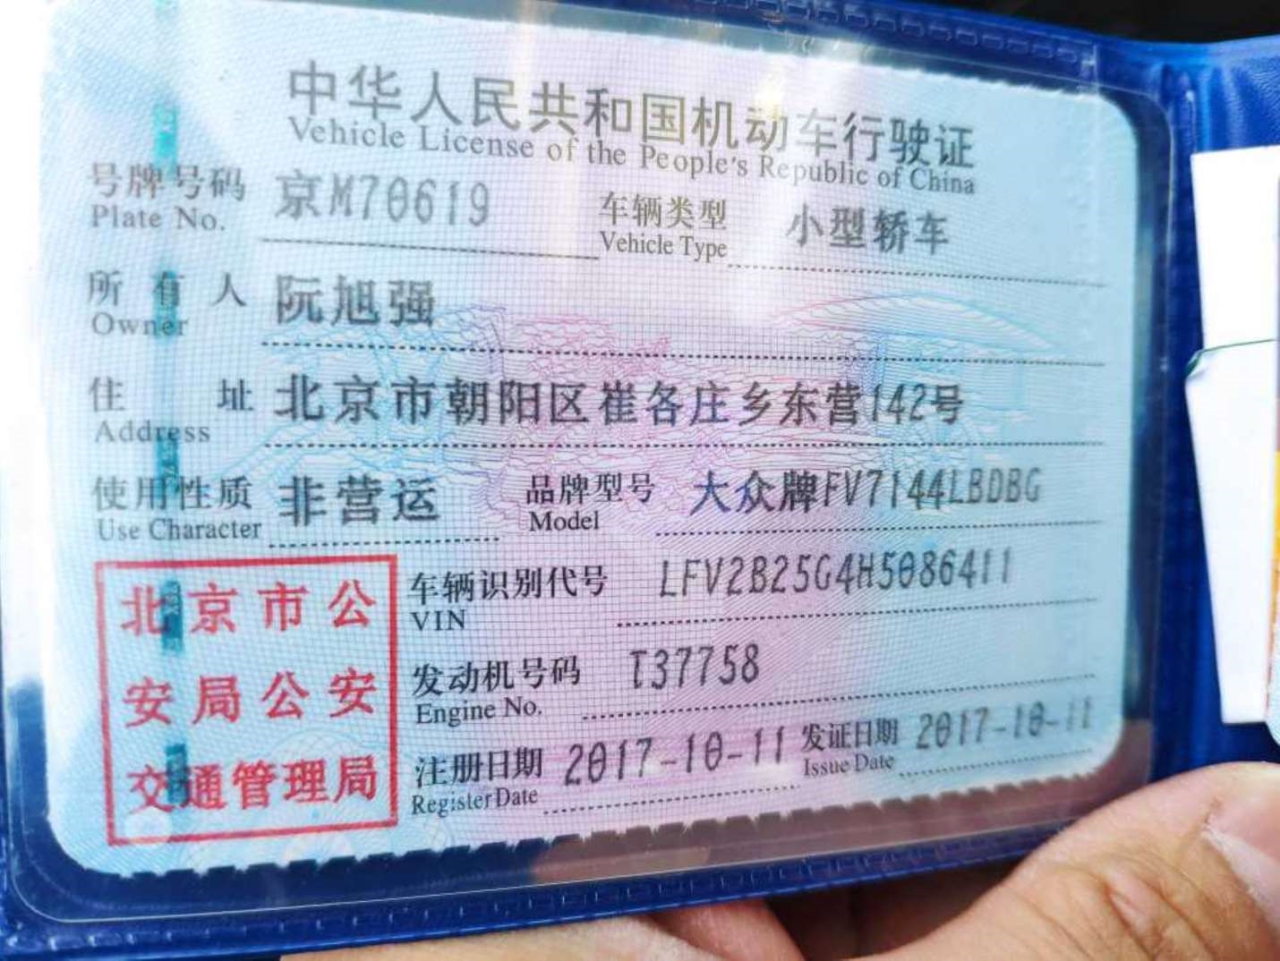 中华人民共和国机动车行驶证
Vehicle License of the People's Republic of China
号牌号码 京M70619 车辆类型 小型轿车
Plate No. Vehicle Type
所有人 阮旭强
Owner
住址 北京市朝阳区崔各庄乡东营142号
Address
使用性质 非营运 品牌型号 大众牌FV7144LBDBG
Use Character Model
北京市公
安局公安
交通管理局
车辆识别代号 LFV2B25G4H5086411
VIN
发动机号码 T37758
Engine No.
注册日期 2017-10-11 发证日期 2017-10-11
Register Date Issue Date